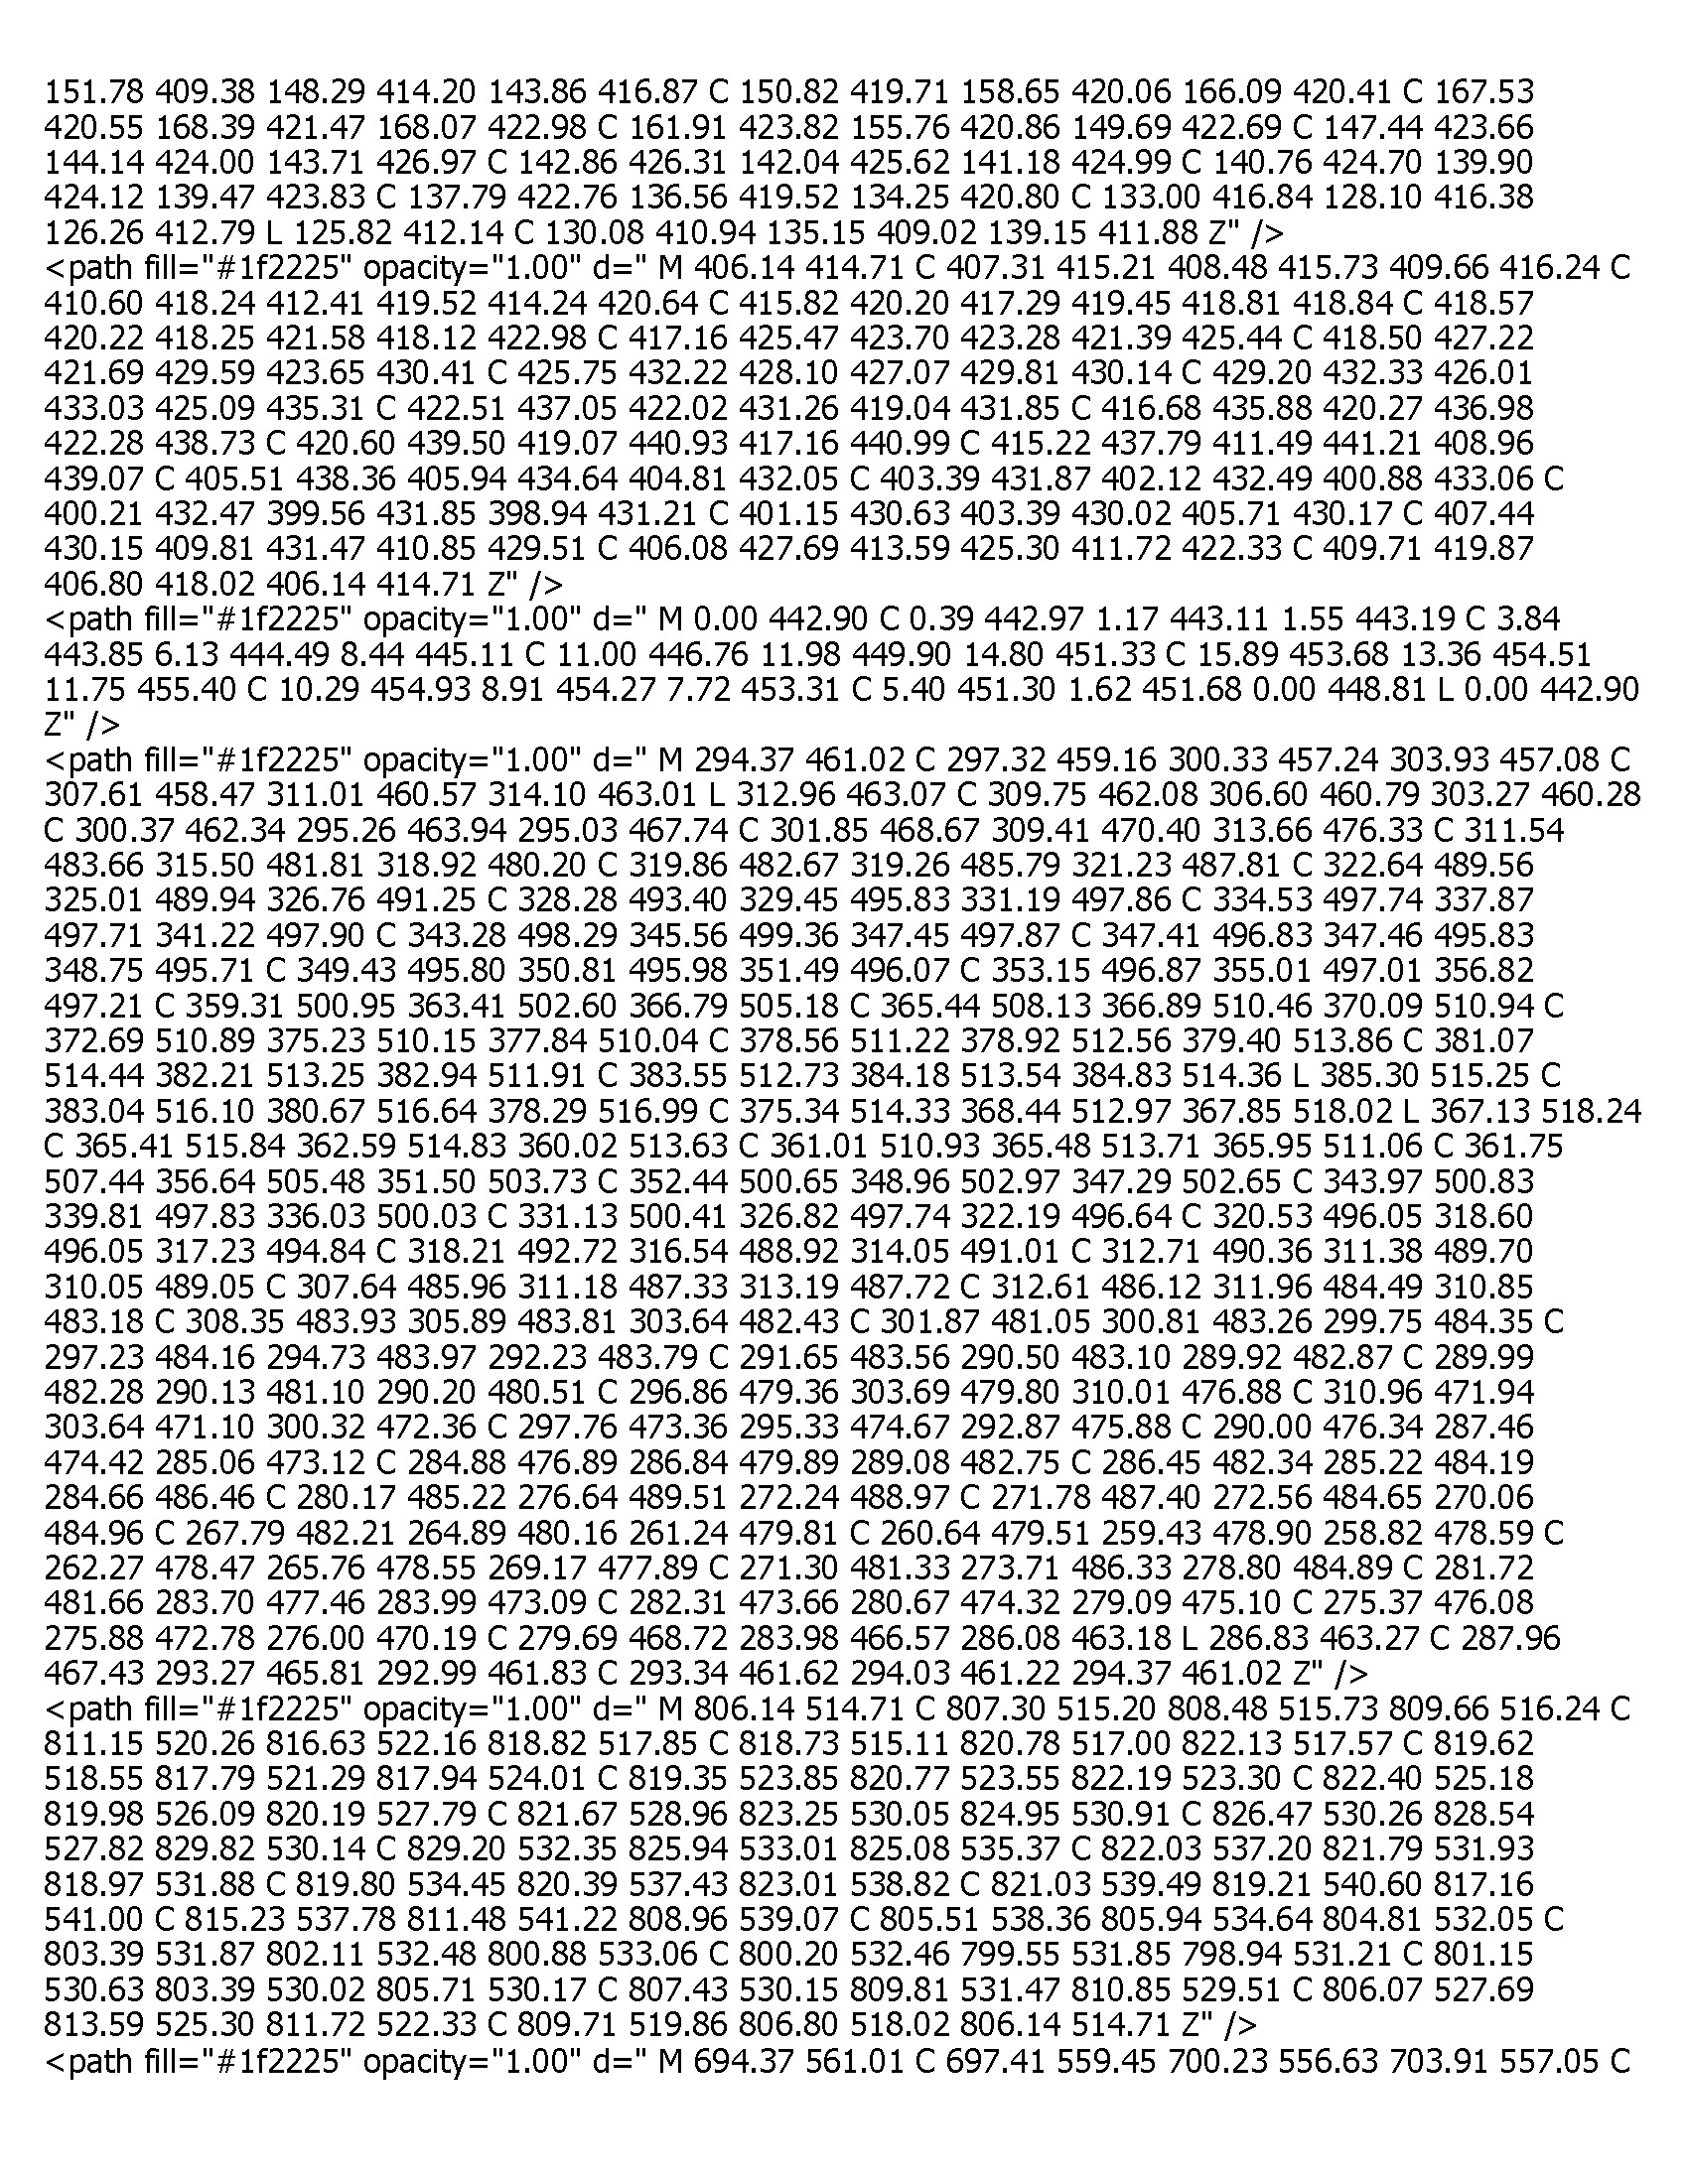 151.78 409.38 148.29 414.20 143.86 416.87 C 150.82 419.71 158.65 420.06 166.09 420.41 C 167.53
420.55 168.39 421.47 168.07 422.98 C 161.91 423.82 155.76 420.86 149.69 422.69 C 147.44 423.66
144.14 424.00 143.71 426.97 C 142.86 426.31 142.04 425.62 141.18 424.99 C 140.76 424.70 139.90
424.12 139.47 423.83 C 137.79 422.76 136.56 419.52 134.25 420.80 C 133.00 416.84 128.10 416.38
126.26 412.79 L 125.82 412.14 C 130.08 410.94 135.15 409.02 139.15 411.88 Z" />
<path fill="#1f2225" opacity="1.00" d=" M 406.14 414.71 C 407.31 415.21 408.48 415.73 409.66 416.24 C
410.60 418.24 412.41 419.52 414.24 420.64 C 415.82 420.20 417.29 419.45 418.81 418.84 C 418.57
420.22 418.25 421.58 418.12 422.98 C 417.16 425.47 423.70 423.28 421.39 425.44 C 418.50 427.22
421.69 429.59 423.65 430.41 C 425.75 432.22 428.10 427.07 429.81 430.14 C 429.20 432.33 426.01
433.03 425.09 435.31 C 422.51 437.05 422.02 431.26 419.04 431.85 C 416.68 435.88 420.27 436.98
422.28 438.73 C 420.60 439.50 419.07 440.93 417.16 440.99 C 415.22 437.79 411.49 441.21 408.96
439.07 C 405.51 438.36 405.94 434.64 404.81 432.05 C 403.39 431.87 402.12 432.49 400.88 433.06 C
400.21 432.47 399.56 431.85 398.94 431.21 C 401.15 430.63 403.39 430.02 405.71 430.17 C 407.44
430.15 409.81 431.47 410.85 429.51 C 406.08 427.69 413.59 425.30 411.72 422.33 C 409.71 419.87
406.80 418.02 406.14 414.71 Z" />
<path fill="#1f2225" opacity="1.00" d=" M 0.00 442.90 C 0.39 442.97 1.17 443.11 1.55 443.19 C 3.84
443.85 6.13 444.49 8.44 445.11 C 11.00 446.76 11.98 449.90 14.80 451.33 C 15.89 453.68 13.36 454.51
11.75 455.40 C 10.29 454.93 8.91 454.27 7.72 453.31 C 5.40 451.30 1.62 451.68 0.00 448.81 L 0.00 442.90
Z" />
<path fill="#1f2225" opacity="1.00" d=" M 294.37 461.02 C 297.32 459.16 300.33 457.24 303.93 457.08 C
307.61 458.47 311.01 460.57 314.10 463.01 L 312.96 463.07 C 309.75 462.08 306.60 460.79 303.27 460.28
C 300.37 462.34 295.26 463.94 295.03 467.74 C 301.85 468.67 309.41 470.40 313.66 476.33 C 311.54
483.66 315.50 481.81 318.92 480.20 C 319.86 482.67 319.26 485.79 321.23 487.81 C 322.64 489.56
325.01 489.94 326.76 491.25 C 328.28 493.40 329.45 495.83 331.19 497.86 C 334.53 497.74 337.87
497.71 341.22 497.90 C 343.28 498.29 345.56 499.36 347.45 497.87 C 347.41 496.83 347.46 495.83
348.75 495.71 C 349.43 495.80 350.81 495.98 351.49 496.07 C 353.15 496.87 355.01 497.01 356.82
497.21 C 359.31 500.95 363.41 502.60 366.79 505.18 C 365.44 508.13 366.89 510.46 370.09 510.94 C
372.69 510.89 375.23 510.15 377.84 510.04 C 378.56 511.22 378.92 512.56 379.40 513.86 C 381.07
514.44 382.21 513.25 382.94 511.91 C 383.55 512.73 384.18 513.54 384.83 514.36 L 385.30 515.25 C
383.04 516.10 380.67 516.64 378.29 516.99 C 375.34 514.33 368.44 512.97 367.85 518.02 L 367.13 518.24
C 365.41 515.84 362.59 514.83 360.02 513.63 C 361.01 510.93 365.48 513.71 365.95 511.06 C 361.75
507.44 356.64 505.48 351.50 503.73 C 352.44 500.65 348.96 502.97 347.29 502.65 C 343.97 500.83
339.81 497.83 336.03 500.03 C 331.13 500.41 326.82 497.74 322.19 496.64 C 320.53 496.05 318.60
496.05 317.23 494.84 C 318.21 492.72 316.54 488.92 314.05 491.01 C 312.71 490.36 311.38 489.70
310.05 489.05 C 307.64 485.96 311.18 487.33 313.19 487.72 C 312.61 486.12 311.96 484.49 310.85
483.18 C 308.35 483.93 305.89 483.81 303.64 482.43 C 301.87 481.05 300.81 483.26 299.75 484.35 C
297.23 484.16 294.73 483.97 292.23 483.79 C 291.65 483.56 290.50 483.10 289.92 482.87 C 289.99
482.28 290.13 481.10 290.20 480.51 C 296.86 479.36 303.69 479.80 310.01 476.88 C 310.96 471.94
303.64 471.10 300.32 472.36 C 297.76 473.36 295.33 474.67 292.87 475.88 C 290.00 476.34 287.46
474.42 285.06 473.12 C 284.88 476.89 286.84 479.89 289.08 482.75 C 286.45 482.34 285.22 484.19
284.66 486.46 C 280.17 485.22 276.64 489.51 272.24 488.97 C 271.78 487.40 272.56 484.65 270.06
484.96 C 267.79 482.21 264.89 480.16 261.24 479.81 C 260.64 479.51 259.43 478.90 258.82 478.59 C
262.27 478.47 265.76 478.55 269.17 477.89 C 271.30 481.33 273.71 486.33 278.80 484.89 C 281.72
481.66 283.70 477.46 283.99 473.09 C 282.31 473.66 280.67 474.32 279.09 475.10 C 275.37 476.08
275.88 472.78 276.00 470.19 C 279.69 468.72 283.98 466.57 286.08 463.18 L 286.83 463.27 C 287.96
467.43 293.27 465.81 292.99 461.83 C 293.34 461.62 294.03 461.22 294.37 461.02 Z" />
<path fill="#1f2225" opacity="1.00" d=" M 806.14 514.71 C 807.30 515.20 808.48 515.73 809.66 516.24 C
811.15 520.26 816.63 522.16 818.82 517.85 C 818.73 515.11 820.78 517.00 822.13 517.57 C 819.62
518.55 817.79 521.29 817.94 524.01 C 819.35 523.85 820.77 523.55 822.19 523.30 C 822.40 525.18
819.98 526.09 820.19 527.79 C 821.67 528.96 823.25 530.05 824.95 530.91 C 826.47 530.26 828.54
527.82 829.82 530.14 C 829.20 532.35 825.94 533.01 825.08 535.37 C 822.03 537.20 821.79 531.93
818.97 531.88 C 819.80 534.45 820.39 537.43 823.01 538.82 C 821.03 539.49 819.21 540.60 817.16
541.00 C 815.23 537.78 811.48 541.22 808.96 539.07 C 805.51 538.36 805.94 534.64 804.81 532.05 C
803.39 531.87 802.11 532.48 800.88 533.06 C 800.20 532.46 799.55 531.85 798.94 531.21 C 801.15
530.63 803.39 530.02 805.71 530.17 C 807.43 530.15 809.81 531.47 810.85 529.51 C 806.07 527.69
813.59 525.30 811.72 522.33 C 809.71 519.86 806.80 518.02 806.14 514.71 Z" />
<path fill="#1f2225" opacity="1.00" d=" M 694.37 561.01 C 697.41 559.45 700.23 556.63 703.91 557.05 C